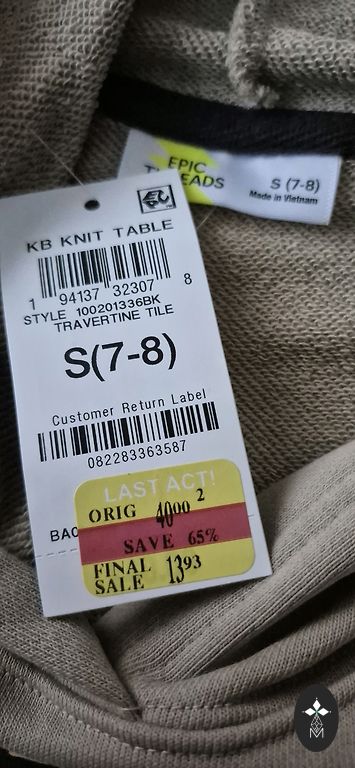 EPIC
THREADS
S (7-8)
Made in Vietnam
KB KNIT TABLE
1 94137 32307 8
STYLE 100201336BK
TRAVERTINE TILE
S(7-8)
Customer Return Label
082283363587
LAST ACT!
BAC
ORIG 4000 2
SAVE 65%
FINAL
SALE 1393
M